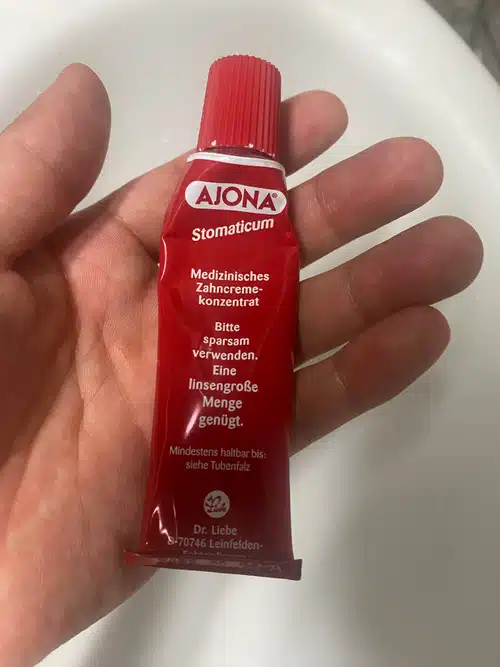 AJONA®
Stomaticum
Medizinisches
Zahncreme-
konzentrat
Bitte
sparsam
verwenden.
Eine
linsengroße
Menge
genügt.
Mindestens haltbar bis:
siehe Tubenfalz
Dr. Liebe
D-70746 Leinfelden-